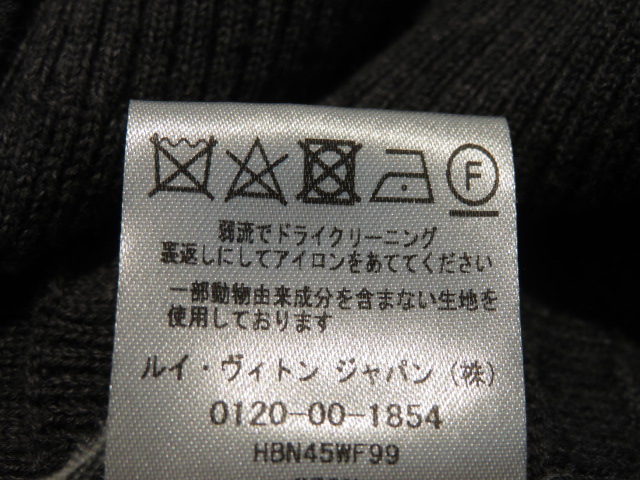 F
弱流でドライクリーニング
裏返しにしてアイロンをあててください
一部動物由来成分を含まない生地を
使用しております
ルイ・ヴィトン ジャパン (株)
0120-00-1854
HBN45WF99